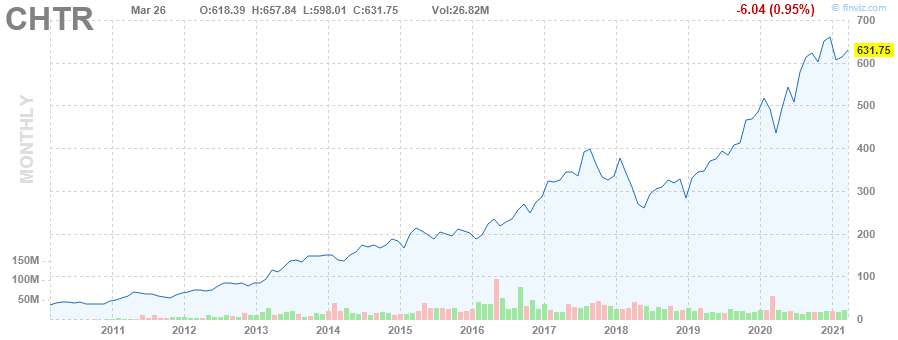 CHTR Mar 26 O:618.39 H:657.84 L:598.01 C:631.75 Vol:26.82M -6.04 (0.95%) © finviz.com
700
631.75
600
500
MONTHLY
400
300
200
150M
100M
100
50M
0
2011 2012 2013 2014 2015 2016 2017 2018 2019 2020 2021